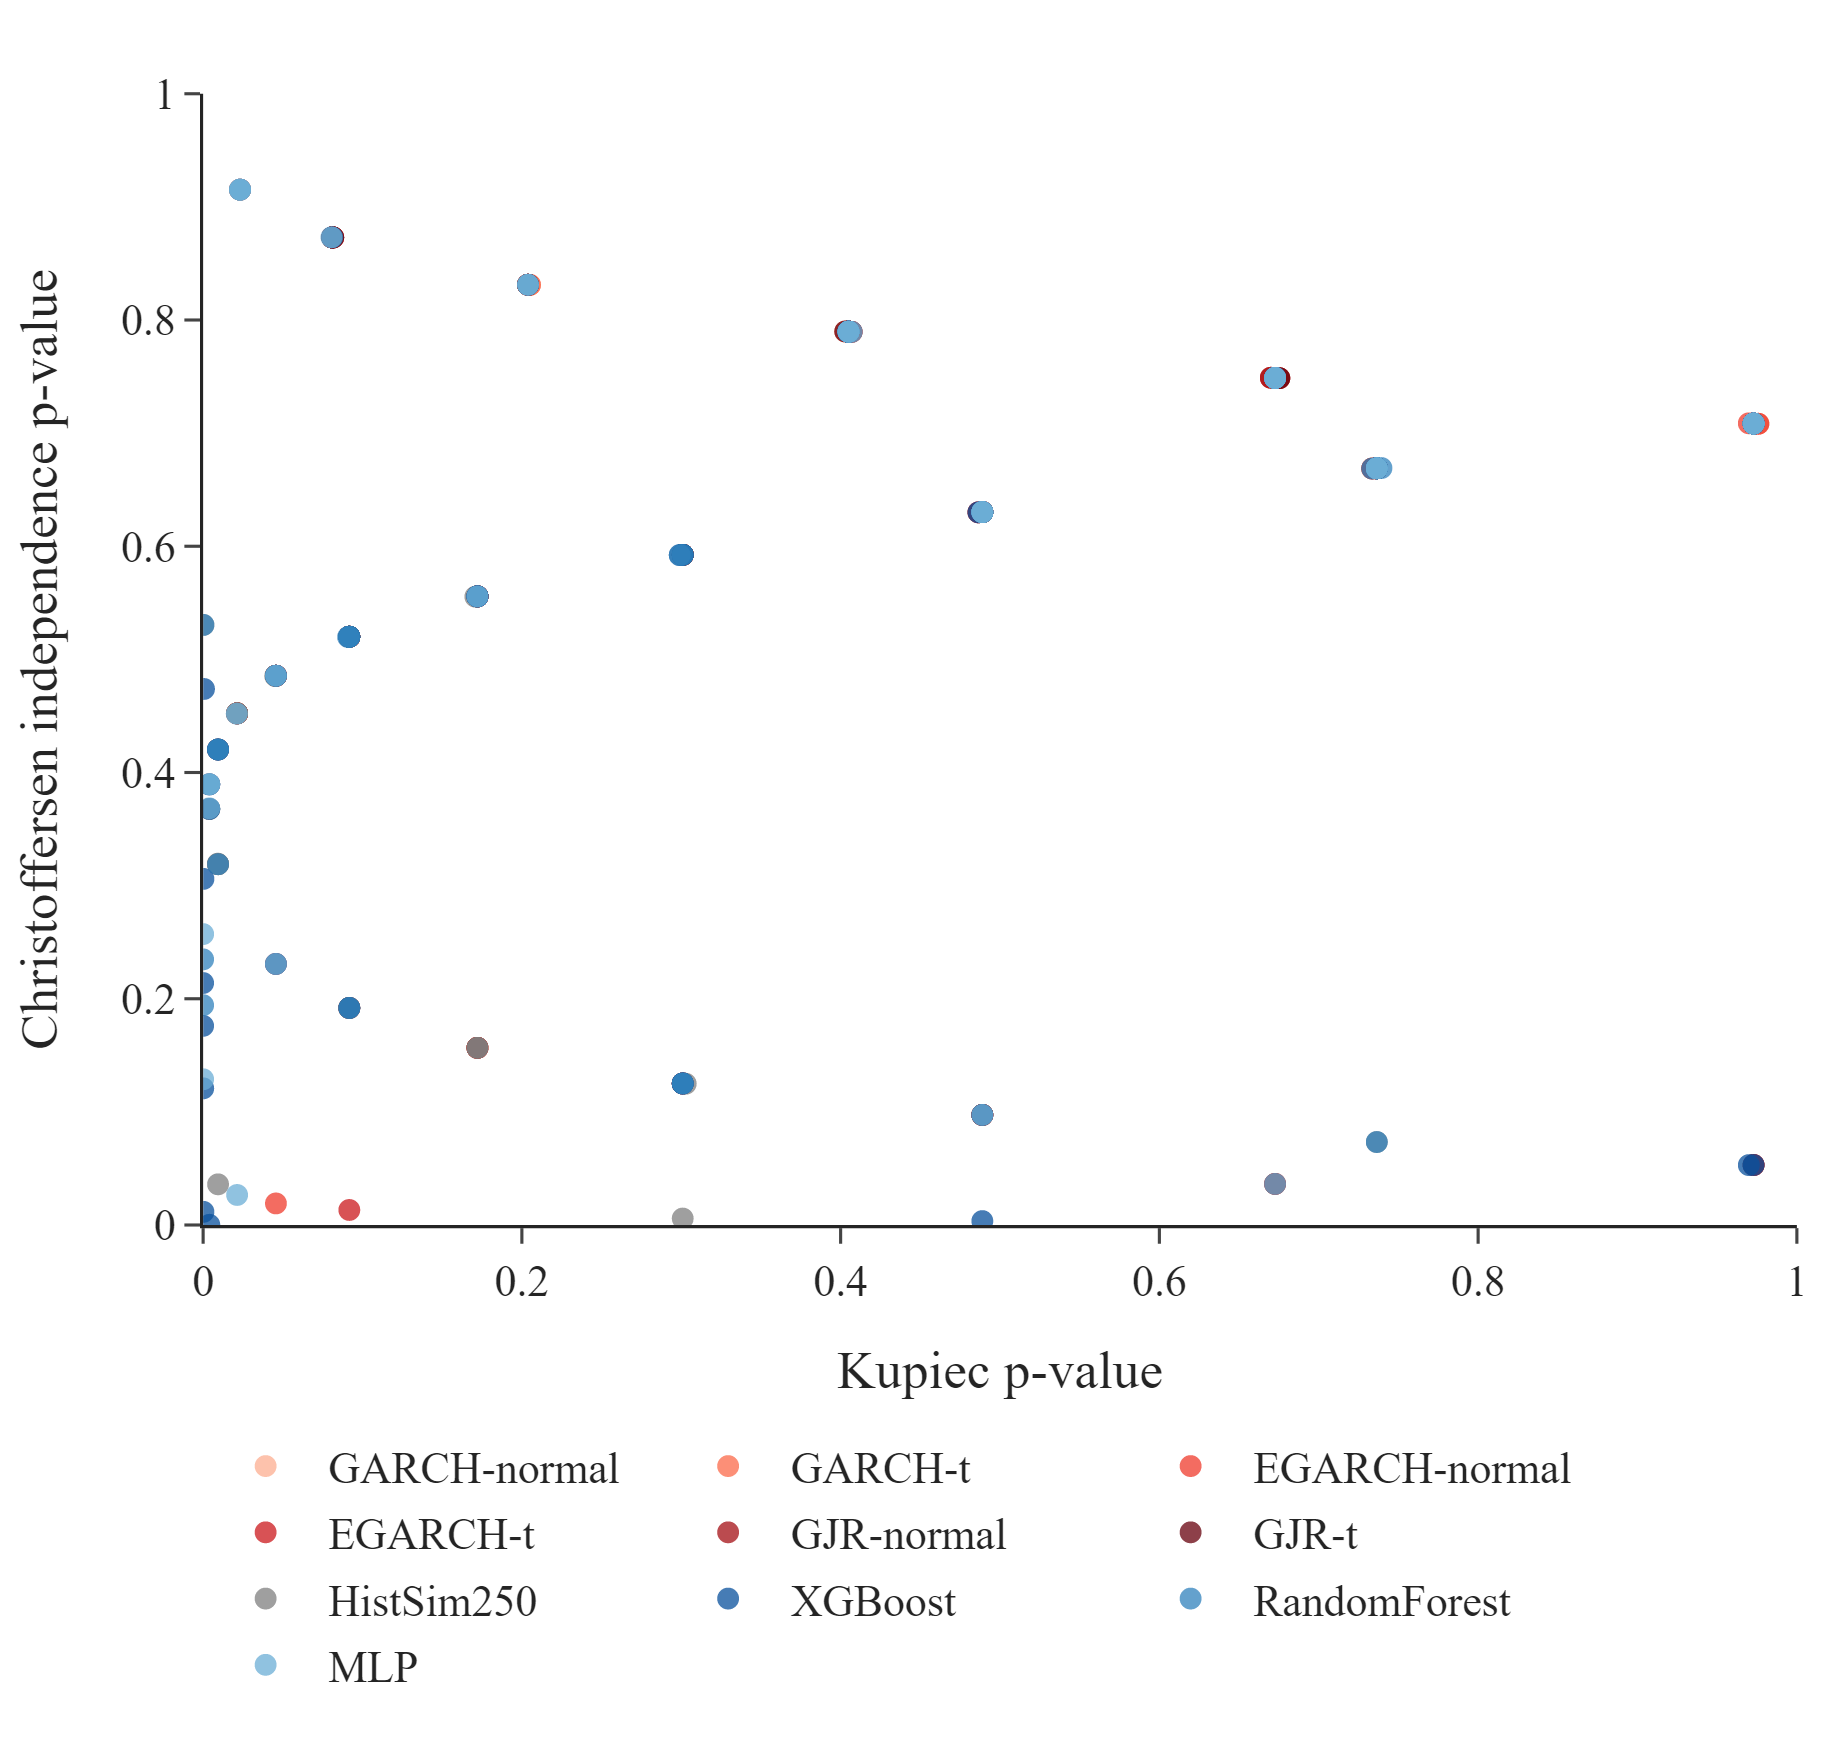 1
0.8
0.6
0.4
0.2
0
Christoffersen independence p-value
0 0.2 0.4 0.6 0.8 1
Kupiec p-value
GARCH-normal GARCH-t EGARCH-normal
EGARCH-t GJR-normal GJR-t
HistSim250 XGBoost RandomForest
MLP